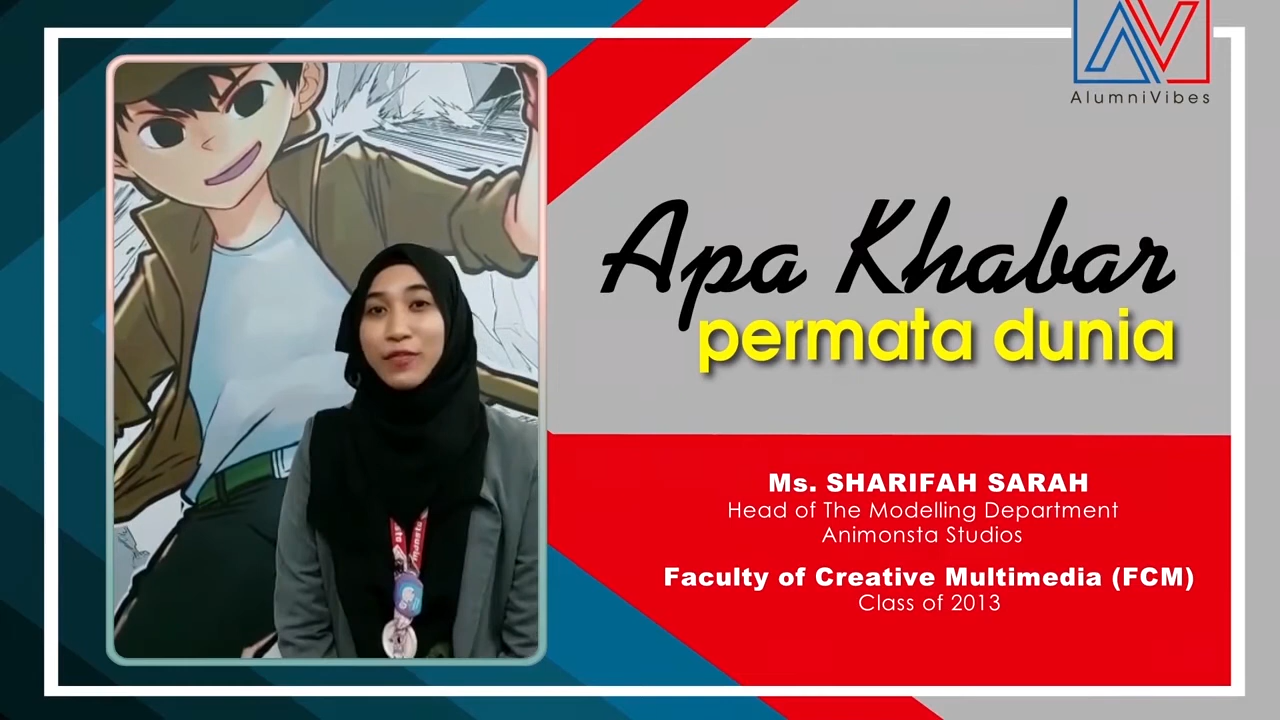 AV
AlumniVibes
Apa Khabar
permata dunia
Ms. SHARIFAH SARAH
Head of The Modelling Department
Animonsta Studios
Faculty of Creative Multimedia (FCM)
Class of 2013